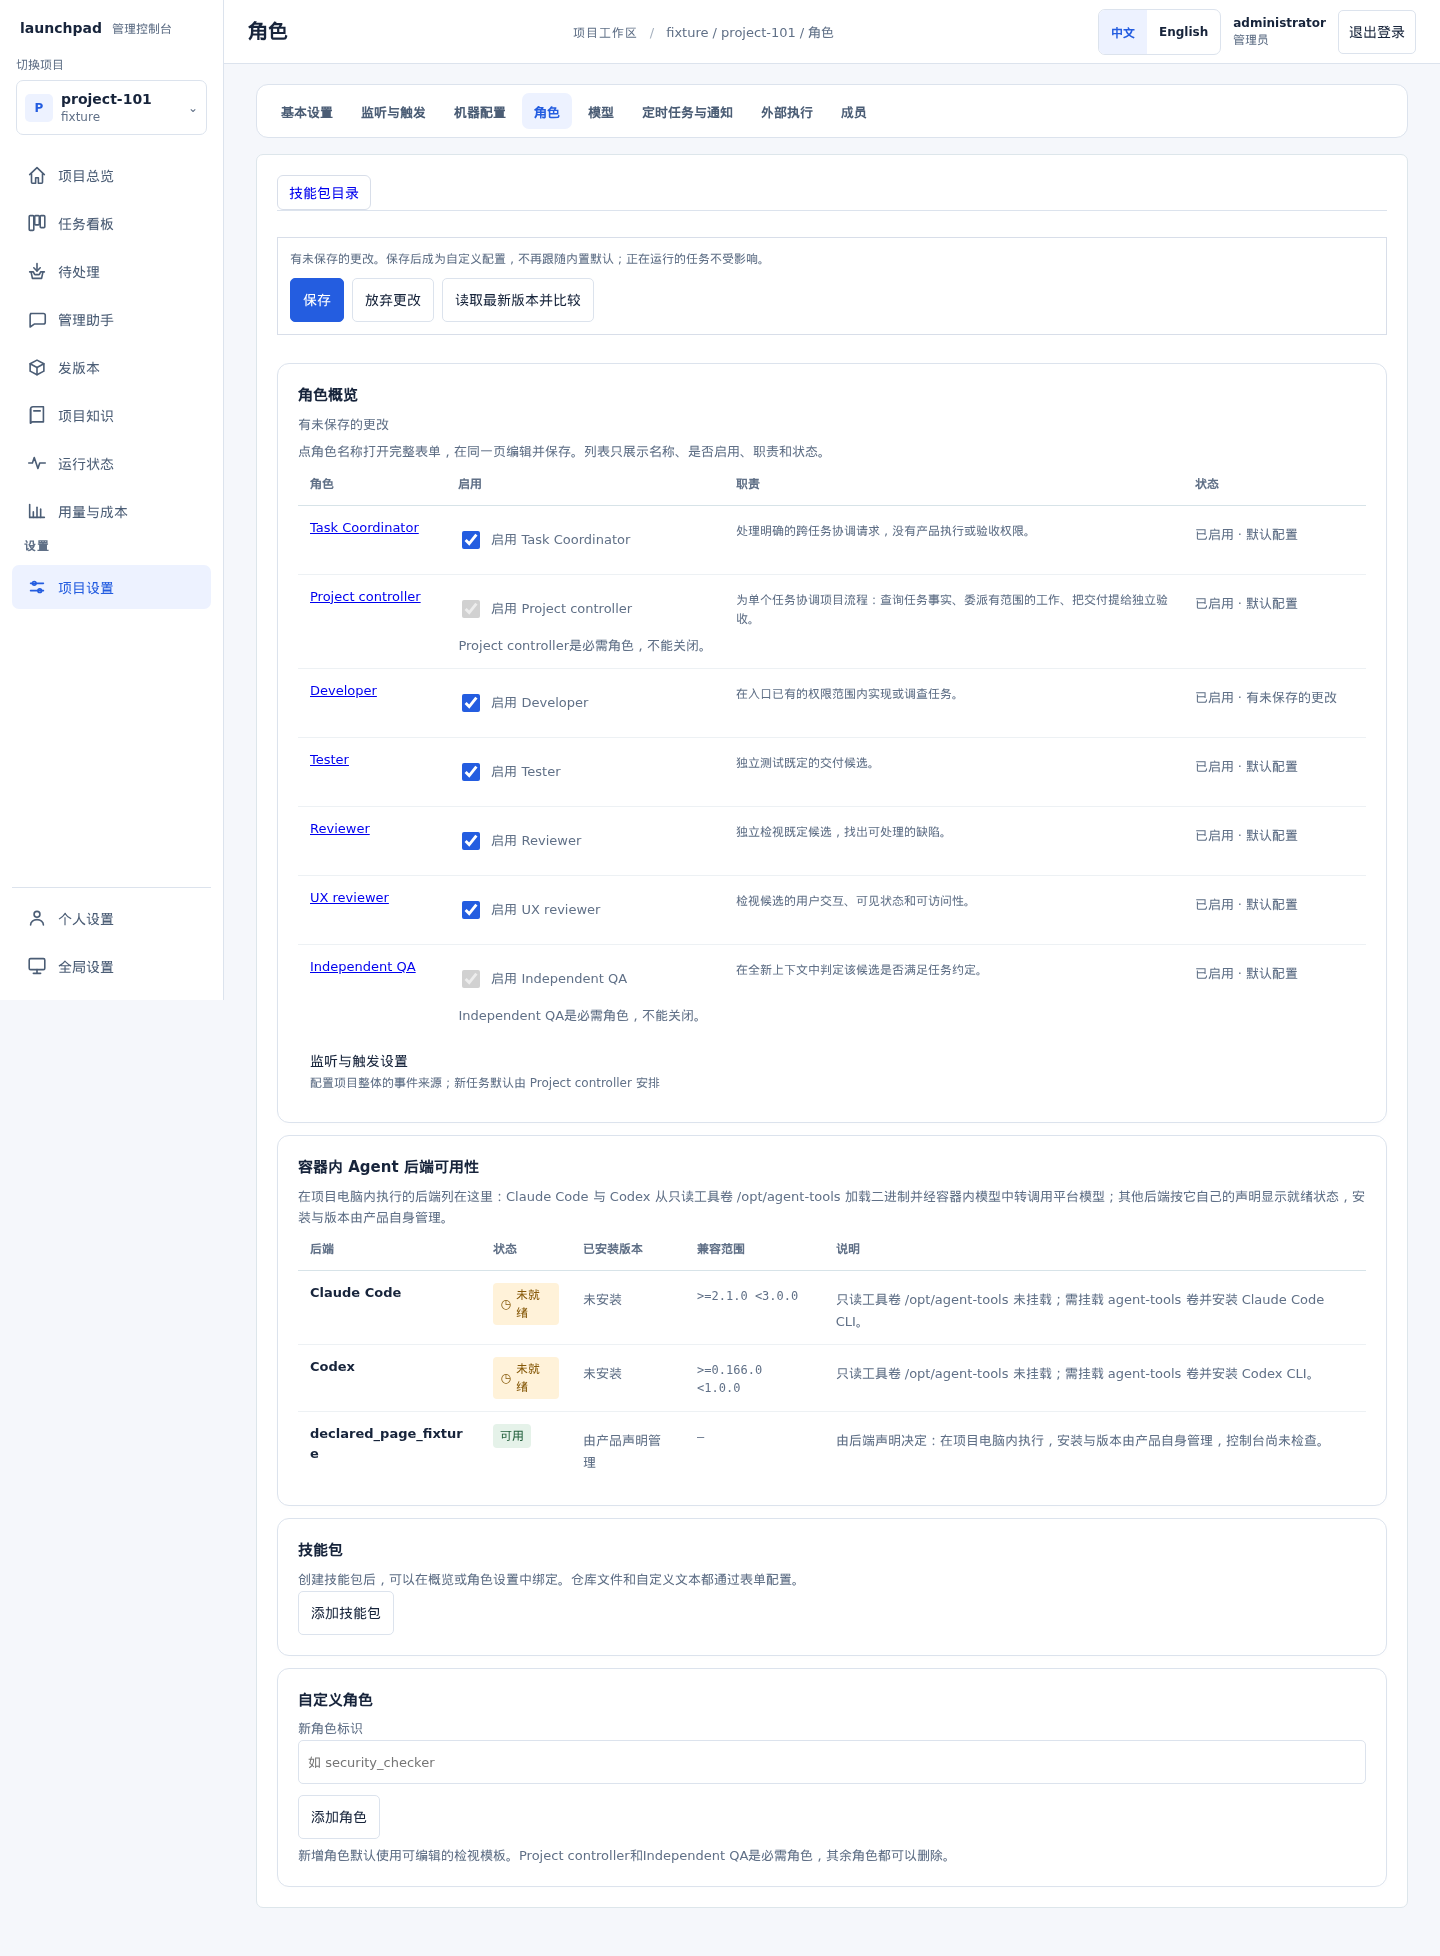 launchpad 管理控制台
切换项目
P project-101
fixture
项目总览
任务看板
待处理
管理助手
发版本
项目知识
运行状态
用量与成本
设置
项目设置
个人设置
全局设置
角色
项目工作区 / fixture / project-101 / 角色
中文 English
administrator
管理员
退出登录
基本设置 监听与触发 机器配置 角色 模型 定时任务与通知 外部执行 成员
技能包目录
有未保存的更改。保存后成为自定义配置，不再跟随内置默认；正在运行的任务不受影响。
保存 放弃更改 读取最新版本并比较
角色概览
有未保存的更改
点角色名称打开完整表单，在同一页编辑并保存。列表只展示名称、是否启用、职责和状态。
角色 启用 职责 状态
Task Coordinator 启用 Task Coordinator 处理明确的跨任务协调请求，没有产品执行或验收权限。 已启用 · 默认配置
Project controller 启用 Project controller 为单个任务协调项目流程：查询任务事实、委派有范围的工作、把交付提给独立验 已启用 · 默认配置
收。
Project controller是必需角色，不能关闭。
Developer 启用 Developer 在入口已有的权限范围内实现或调查任务。 已启用 · 有未保存的更改
Tester 启用 Tester 独立测试既定的交付候选。 已启用 · 默认配置
Reviewer 启用 Reviewer 独立检视既定候选，找出可处理的缺陷。 已启用 · 默认配置
UX reviewer 启用 UX reviewer 检视候选的用户交互、可见状态和可访问性。 已启用 · 默认配置
Independent QA 启用 Independent QA 在全新上下文中判定该候选是否满足任务约定。 已启用 · 默认配置
Independent QA是必需角色，不能关闭。
监听与触发设置
配置项目整体的事件来源；新任务默认由 Project controller 安排
容器内 Agent 后端可用性
在项目电脑内执行的后端列在这里：Claude Code 与 Codex 从只读工具卷 /opt/agent-tools 加载二进制并经容器内模型中转调用平台模型；其他后端按它自己的声明显示就绪状态，安
装与版本由产品自身管理。
后端 状态 已安装版本 兼容范围 说明
Claude Code 未就 未安装 >=2.1.0 <3.0.0 只读工具卷 /opt/agent-tools 未挂载；需挂载 agent-tools 卷并安装 Claude Code
绪 CLI。
Codex 未就 未安装 >=0.166.0 只读工具卷 /opt/agent-tools 未挂载；需挂载 agent-tools 卷并安装 Codex CLI。
绪 <1.0.0
declared_page_fixtur 可用 由产品声明管 — 由后端声明决定：在项目电脑内执行，安装与版本由产品自身管理，控制台尚未检查。
e 理
技能包
创建技能包后，可以在概览或角色设置中绑定。仓库文件和自定义文本都通过表单配置。
添加技能包
自定义角色
新角色标识
如 security_checker
添加角色
新增角色默认使用可编辑的检视模板。Project controller和Independent QA是必需角色，其余角色都可以删除。